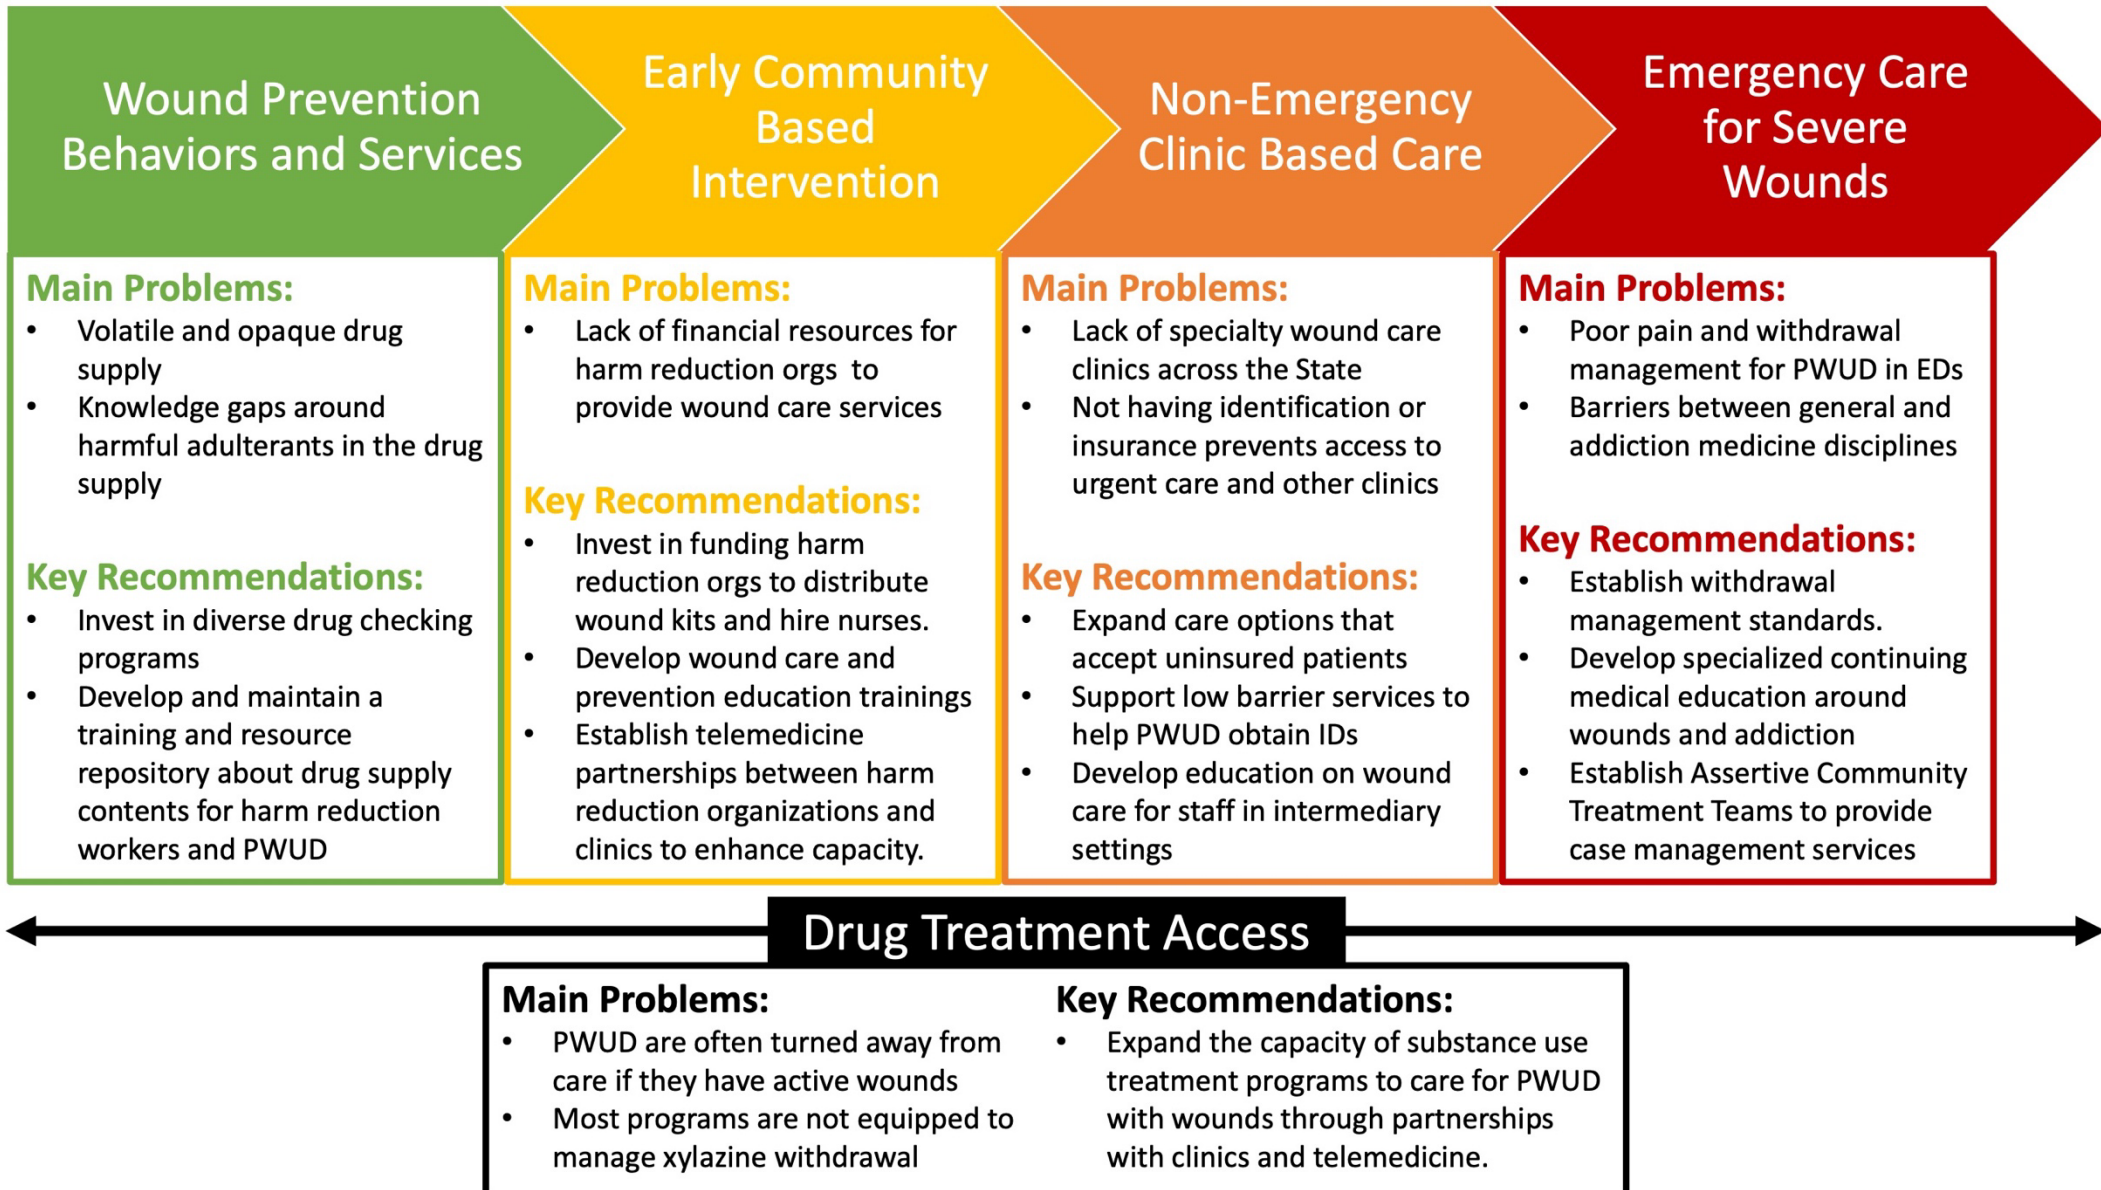 Wound Prevention
Behaviors and Services
Early Community
Based
Intervention
Non-Emergency
Clinic Based Care
Emergency Care
for Severe
Wounds
Main Problems:
• Volatile and opaque drug
supply
• Knowledge gaps around
harmful adulterants in the drug
supply
Key Recommendations:
• Invest in diverse drug checking
programs
• Develop and maintain a
training and resource
repository about drug supply
contents for harm reduction
workers and PWUD
Main Problems:
• Lack of financial resources for
harm reduction orgs to
provide wound care services
Key Recommendations:
• Invest in funding harm
reduction orgs to distribute
wound kits and hire nurses.
• Develop wound care and
prevention education trainings
• Establish telemedicine
partnerships between harm
reduction organizations and
clinics to enhance capacity.
Main Problems:
• Lack of specialty wound care
clinics across the State
• Not having identification or
insurance prevents access to
urgent care and other clinics
Key Recommendations:
• Expand care options that
accept uninsured patients
• Support low barrier services to
help PWUD obtain IDs
• Develop education on wound
care for staff in intermediary
settings
Main Problems:
• Poor pain and withdrawal
management for PWUD in EDs
• Barriers between general and
addiction medicine disciplines
Key Recommendations:
• Establish withdrawal
management standards.
• Develop specialized continuing
medical education around
wounds and addiction
• Establish Assertive Community
Treatment Teams to provide
case management services
Drug Treatment Access
Main Problems:
• PWUD are often turned away from
care if they have active wounds
• Most programs are not equipped to
manage xylazine withdrawal
Key Recommendations:
• Expand the capacity of substance use
treatment programs to care for PWUD
with wounds through partnerships
with clinics and telemedicine.